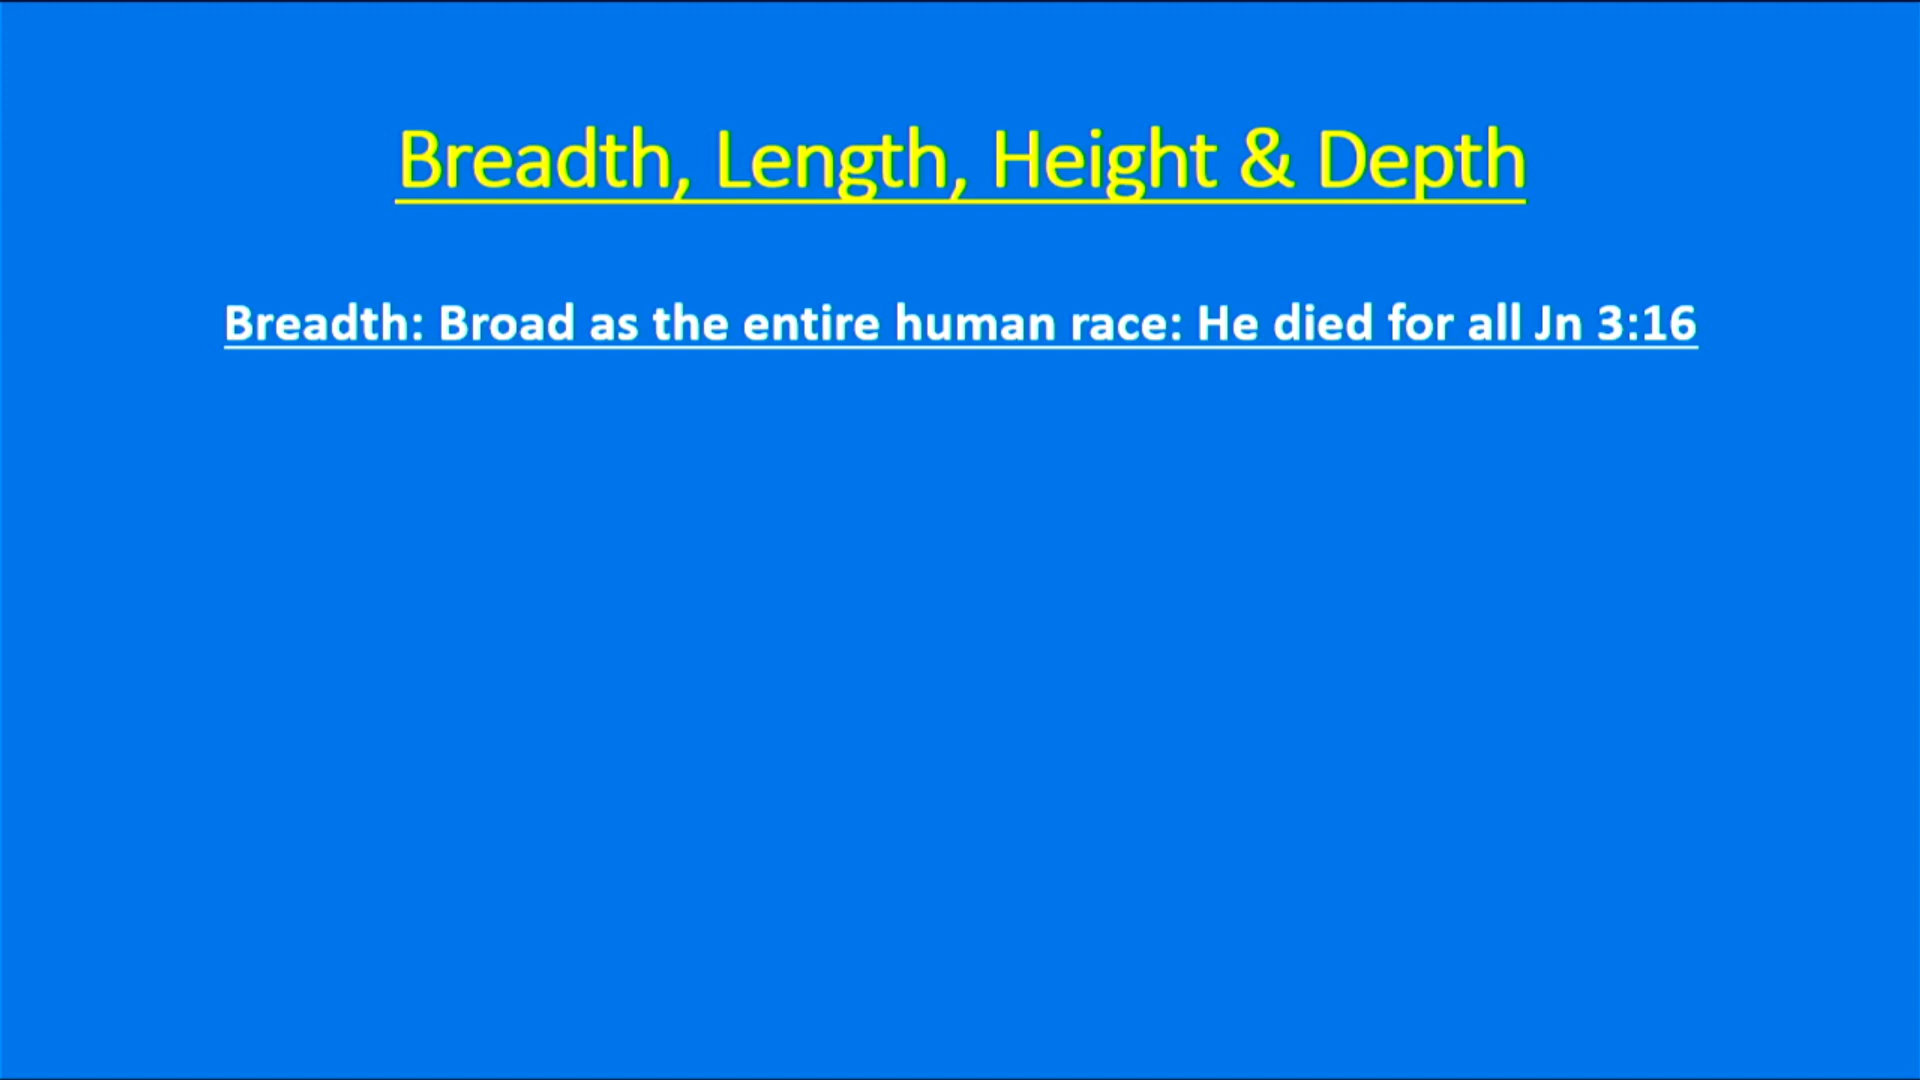 Breadth, Length, Height & Depth
Breadth: Broad as the entire human race: He died for all Jn 3:16